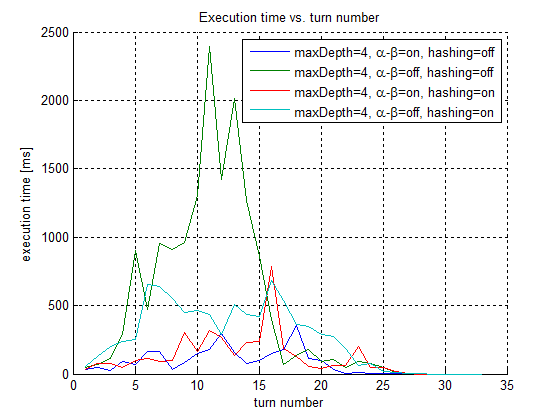 Execution time vs. turn number
maxDepth=4, α-β=on, hashing=off
maxDepth=4, α-β=off, hashing=off
maxDepth=4, α-β=on, hashing=on
maxDepth=4, α-β=off, hashing=on
execution time [ms]
2500
2000
1500
1000
500
0
0 5 10 15 20 25 30 35
turn number